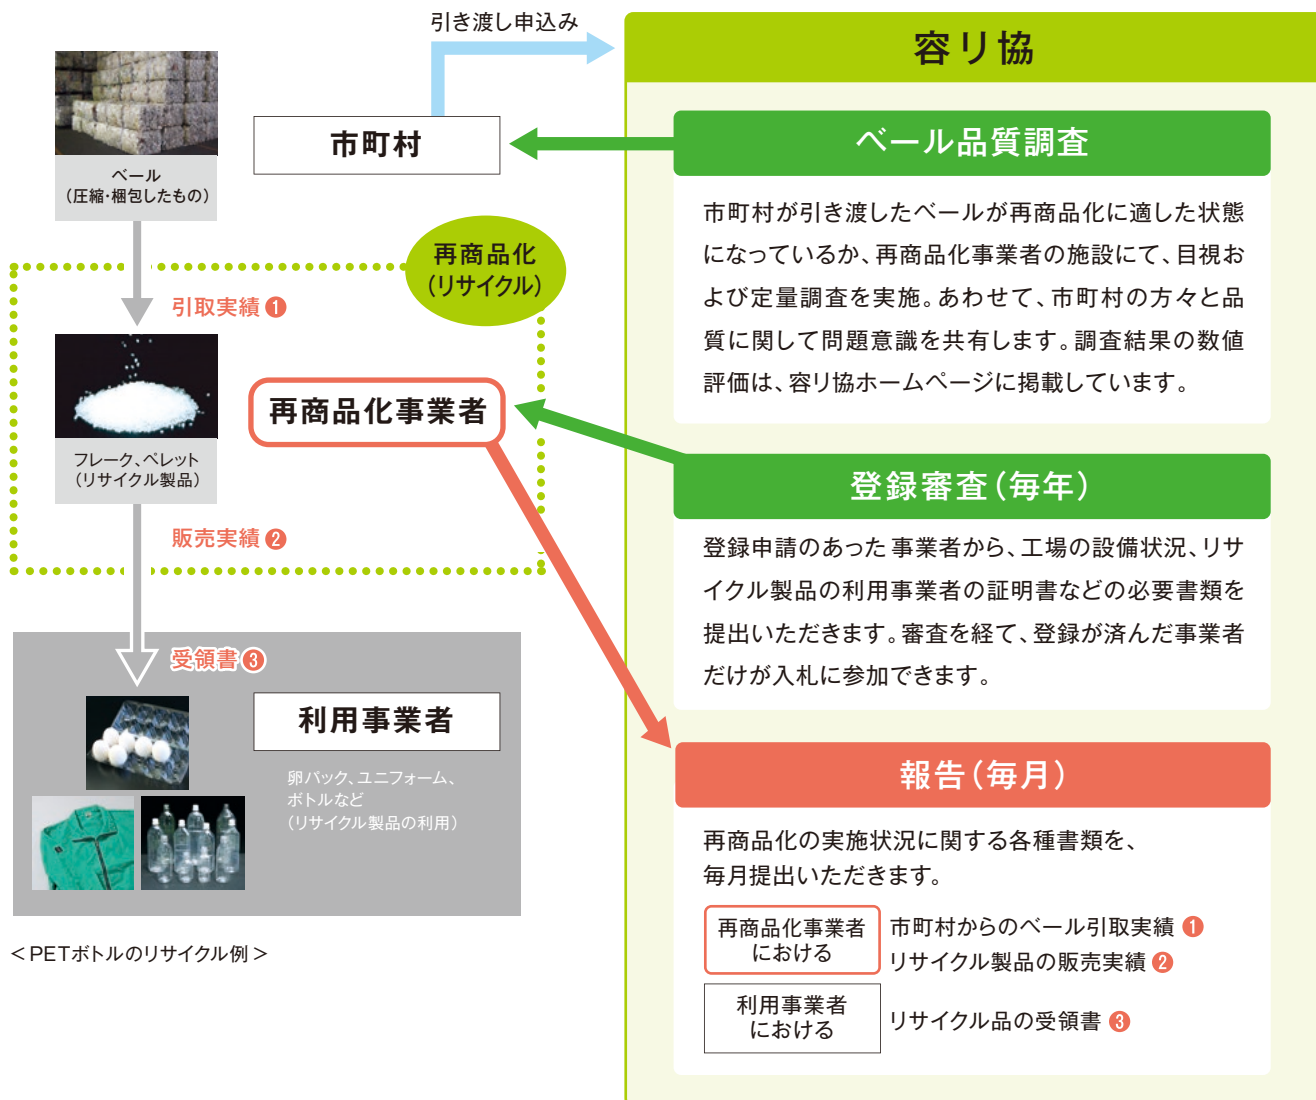 引き渡し申込み
ベール
（圧縮・梱包したもの）
市町村
再商品化
（リサイクル）
引取実績❶
フレーク、ペレット
（リサイクル製品）
再商品化事業者
販売実績❷
受領書❸
利用事業者
卵パック、ユニフォーム、
ボトルなど
（リサイクル製品の利用）
＜PETボトルのリサイクル例＞
容リ協
ベール品質調査
市町村が引き渡したベールが再商品化に適した状態
になっているか、再商品化事業者の施設にて、目視お
よび定量調査を実施。あわせて、市町村の方々と品
質に関して問題意識を共有します。調査結果の数値
評価は、容リ協ホームページに掲載しています。
登録審査（毎年）
登録申請のあった事業者から、工場の設備状況、リサ
イクル製品の利用事業者の証明書などの必要書類を
提出いただきます。審査を経て、登録が済んだ事業者
だけが入札に参加できます。
報告（毎月）
再商品化の実施状況に関する各種書類を、
毎月提出いただきます。
再商品化事業者
における
市町村からのベール引取実績❶
リサイクル製品の販売実績❷
利用事業者
における
リサイクル品の受領書❸